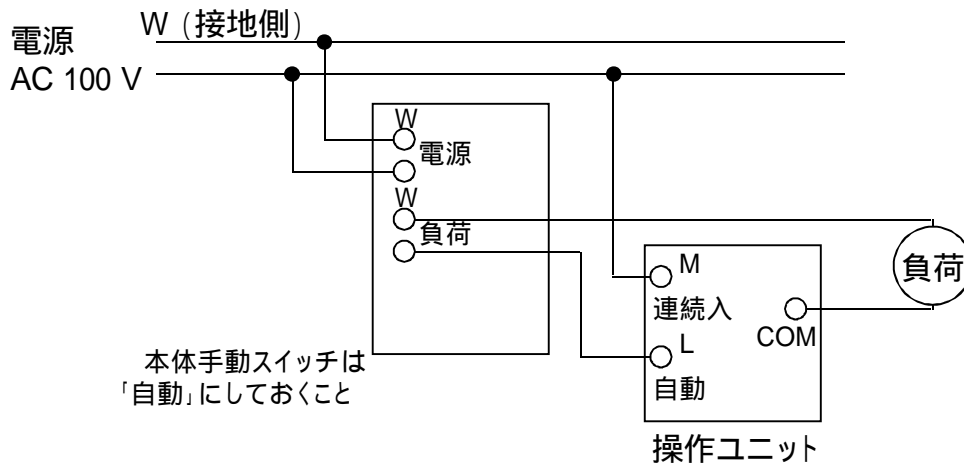 W (接地側)
電源
AC 100 V
W
電源
W
負荷
M
連続入
COM
L
自動
負荷
本体手動スイッチは
「自動」にしておくこと
操作ユニット